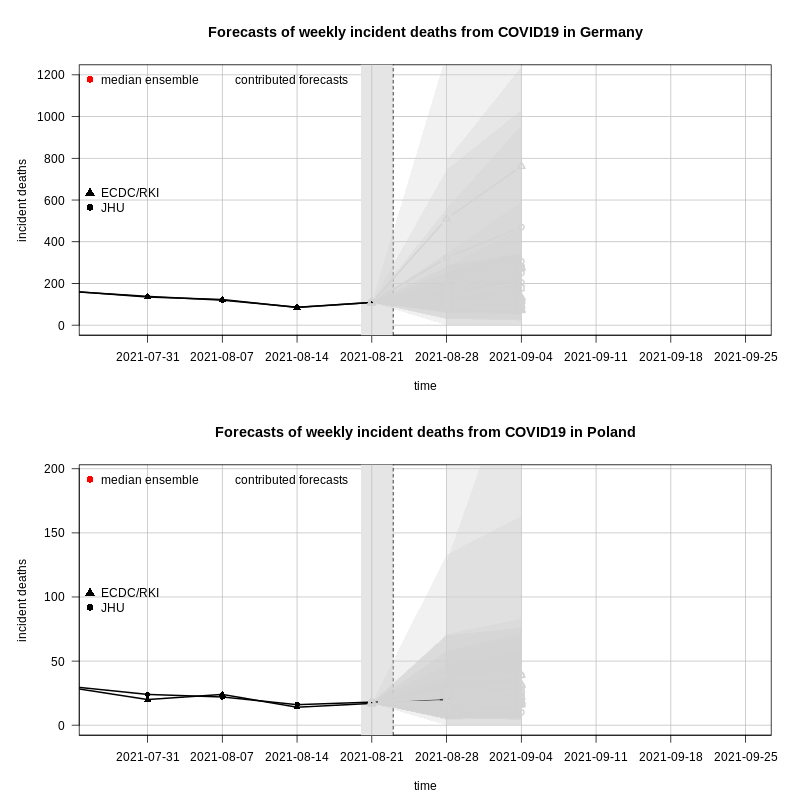 Forecasts of weekly incident deaths from COVID19 in Germany
incident deaths
1200
1000
800
600
400
200
0
median ensemble
contributed forecasts
ECDC/RKI
JHU
2021-07-31 2021-08-07 2021-08-14 2021-08-21 2021-08-28 2021-09-04 2021-09-11 2021-09-18 2021-09-25
time
Forecasts of weekly incident deaths from COVID19 in Poland
incident deaths
200
150
100
50
0
median ensemble
contributed forecasts
ECDC/RKI
JHU
2021-07-31 2021-08-07 2021-08-14 2021-08-21 2021-08-28 2021-09-04 2021-09-11 2021-09-18 2021-09-25
time